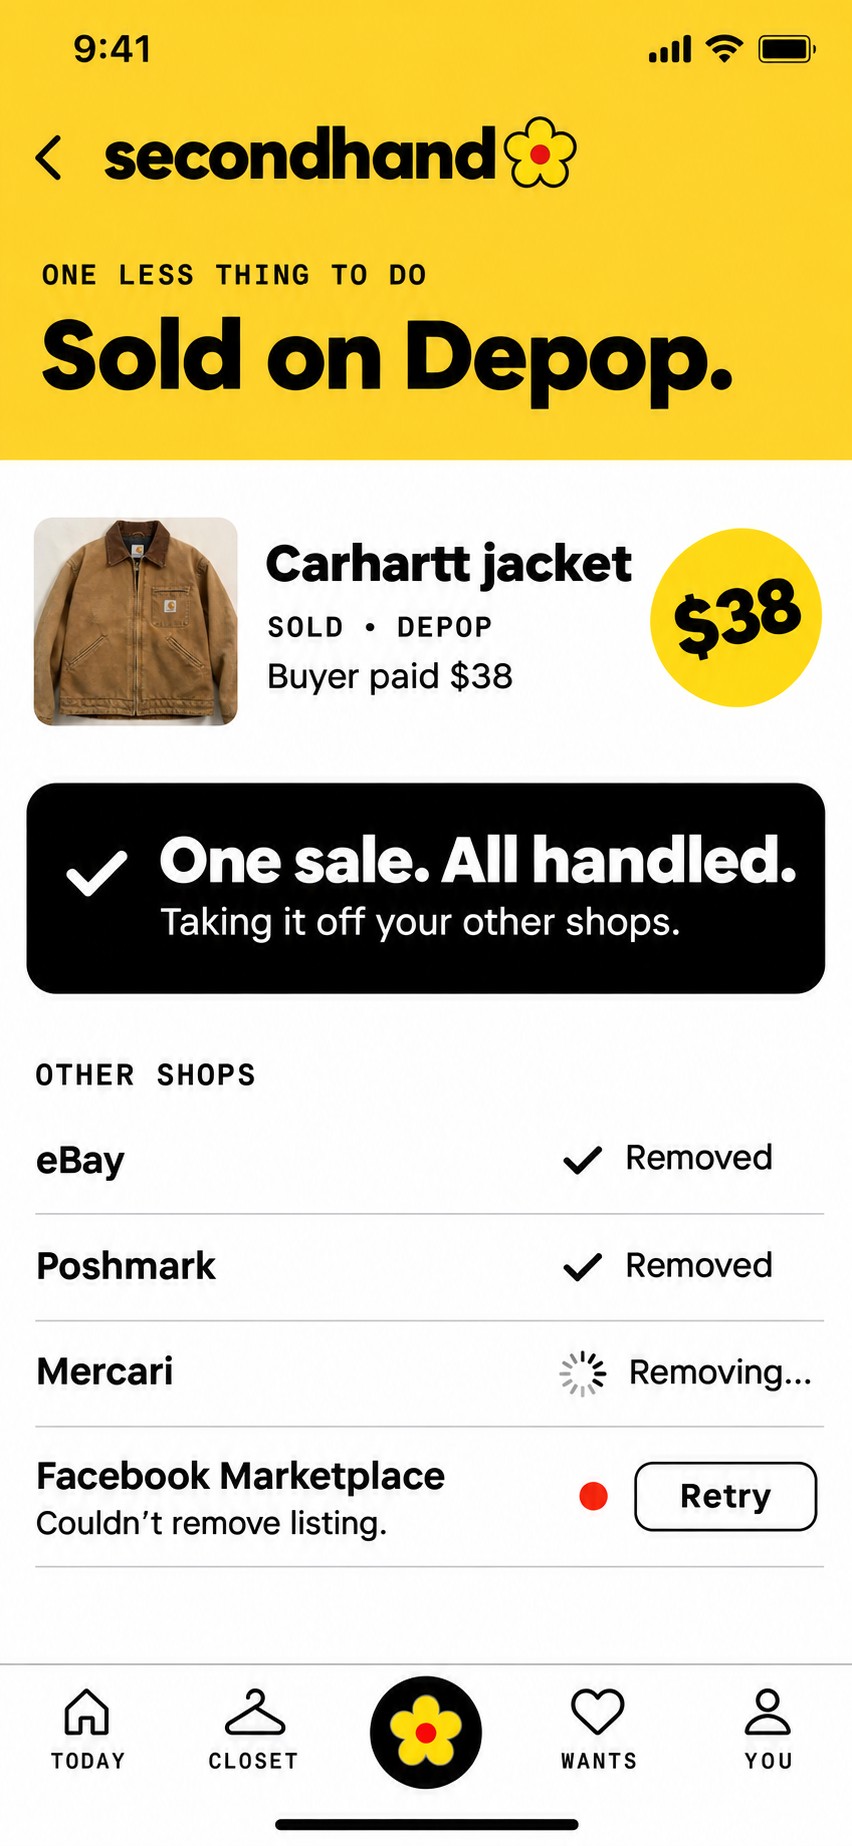 9:41
secondhand
ONE LESS THING TO DO
Sold on Depop.
Carhartt jacket
SOLD • DEPOP
Buyer paid $38
$38
One sale. All handled.
Taking it off your other shops.
OTHER SHOPS
eBay
Removed
Poshmark
Removed
Mercari
Removing...
Facebook Marketplace
Couldn’t remove listing.
Retry
TODAY
CLOSET
WANTS
YOU